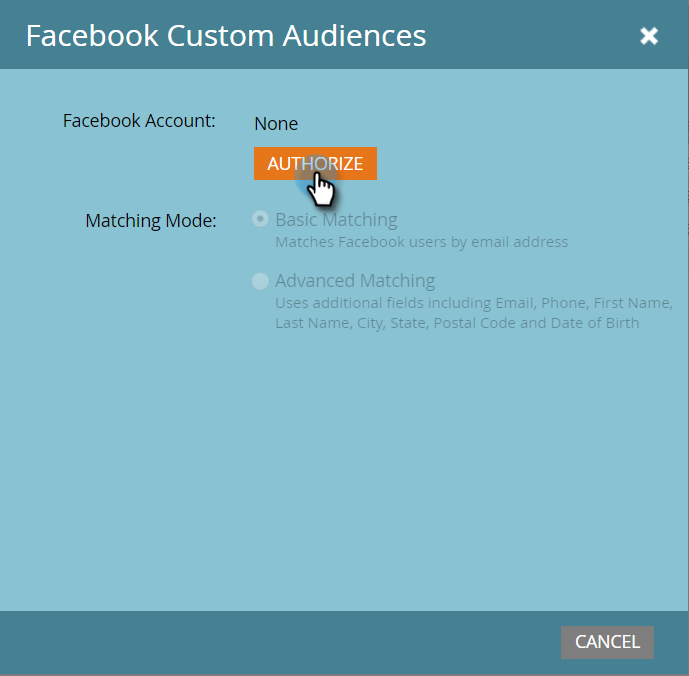 Facebook Custom Audiences
Facebook Account:
None
AUTHORIZE
Matching Mode:
Basic Matching
Matches Facebook users by email address
Advanced Matching
Uses additional fields including Email, Phone, First Name,
Last Name, City, State, Postal Code and Date of Birth
CANCEL